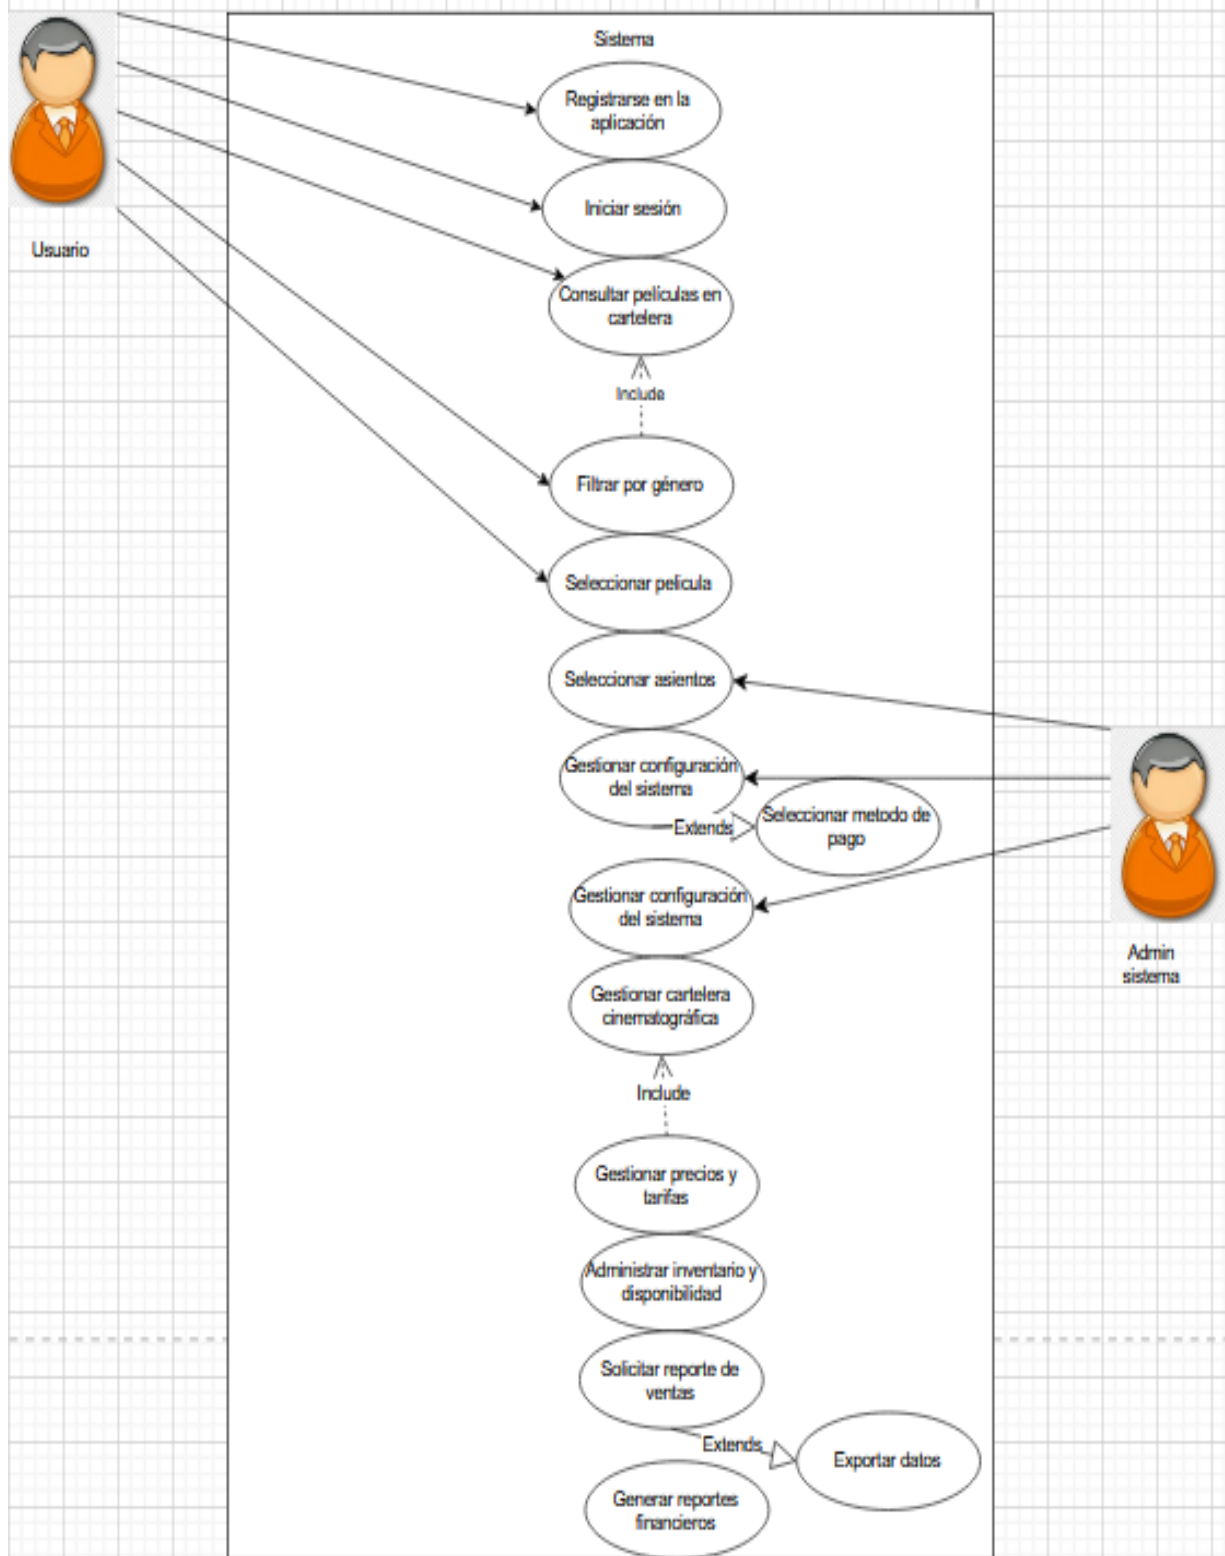 Sistema
Registrarse en la
aplicación
Iniciar sesión
Usuario
Consultar películas en
cartelera
Include
Filtrar por género
Seleccionar pelicula
Seleccionar asientos
Gestionar configuración
del sistema
Extends
Seleccionar metodo de
pago
Gestionar configuración
del sistema
Admin
sistema
Gestionar cartelera
cinematográfica
Include
Gestionar precios y
tarifas
Administrar inventario y
disponibilidad
Solicitar reporte de
ventas
Extends
Exportar datos
Generar reportes
financieros